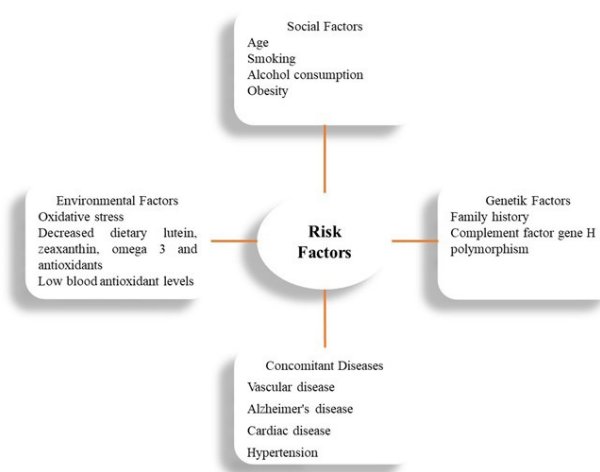 Social Factors
Age
Smoking
Alcohol consumption
Obesity
Environmental Factors
Oxidative stress
Decreased dietary lutein,
zeaxanthin, omega 3 and
antioxidants
Low blood antioxidant levels
Risk
Factors
Genetik Factors
Family history
Complement factor gene H
polymorphism
Concomitant Diseases
Vascular disease
Alzheimer's disease
Cardiac disease
Hypertension